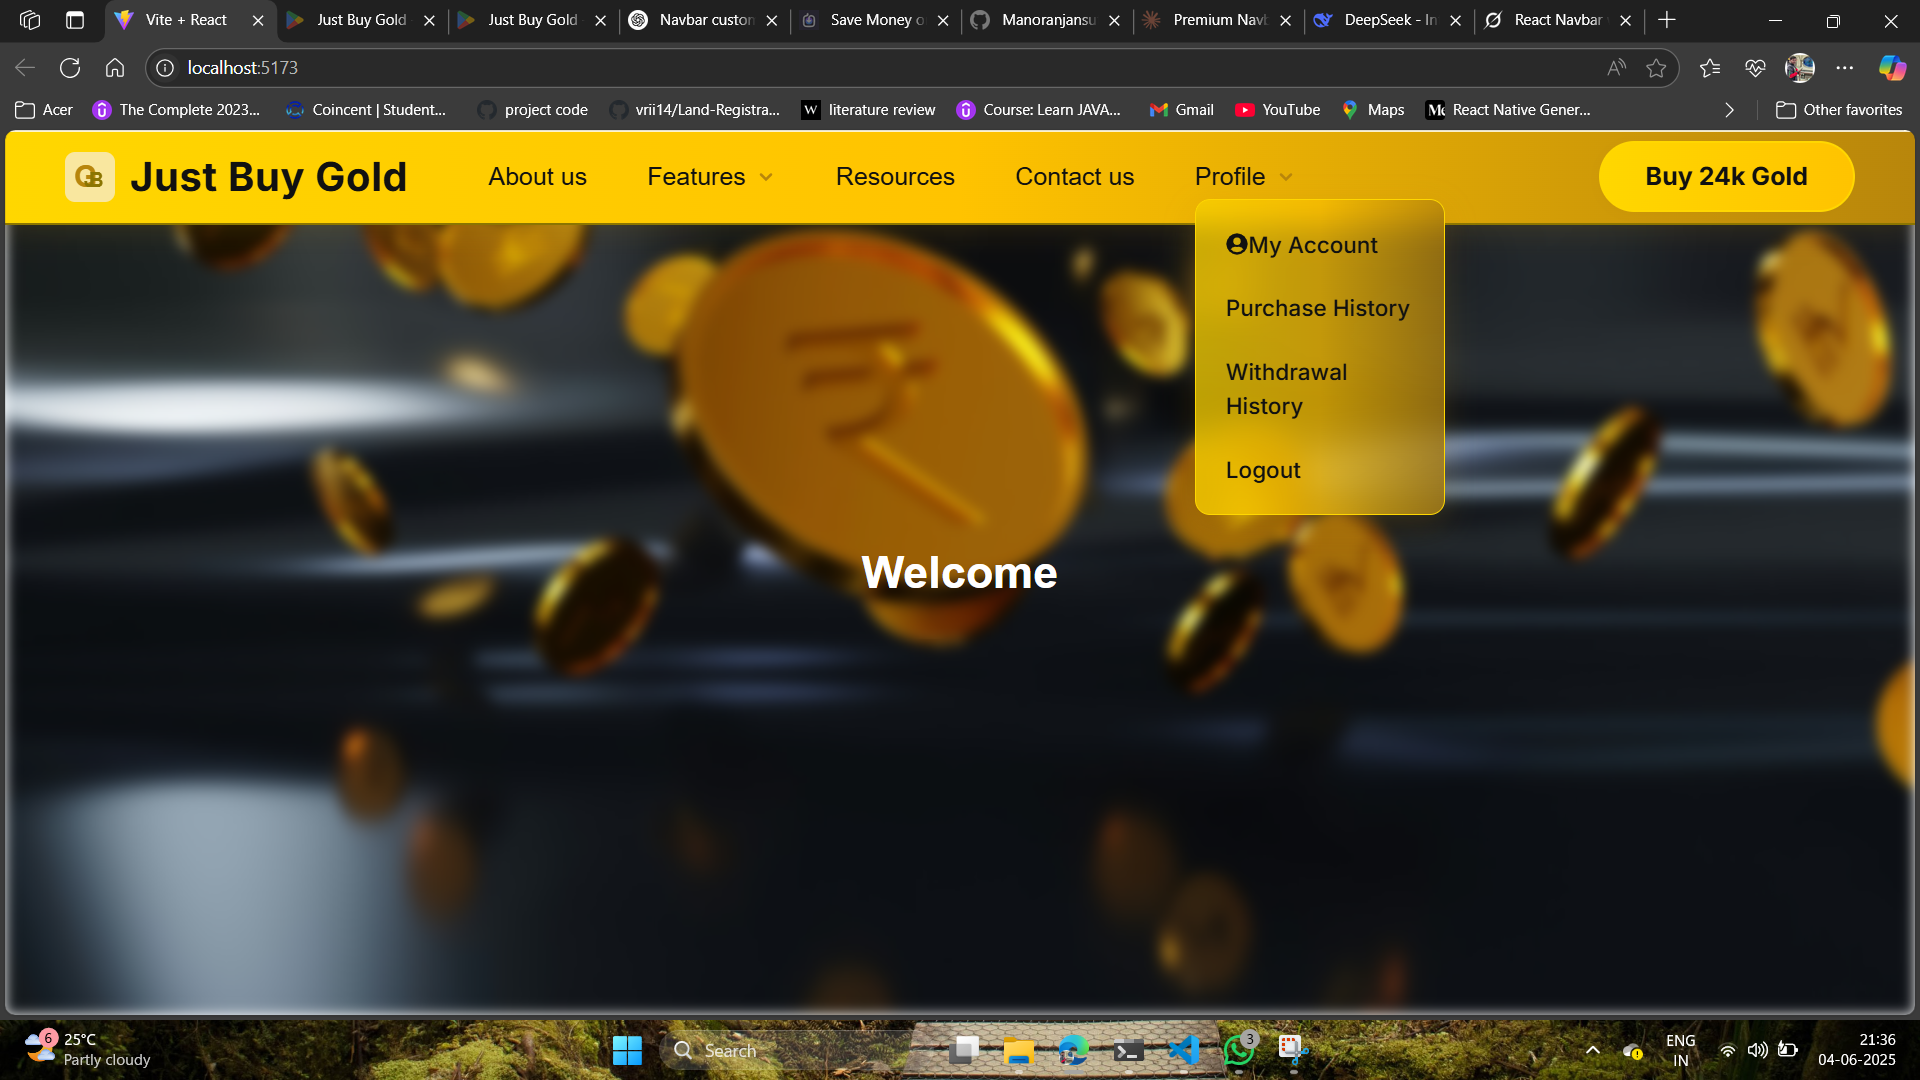 Vite + React
Just Buy Gold
Just Buy Gold
Navbar custon
Save Money o
Manoranjansu
Premium Navb
DeepSeek - In
React Navbar
localhost:5173
Acer
The Complete 2023...
Coincent | Student...
project code
vrii14/Land-Registra...
W
literature review
Course: Learn JAVA...
Gmail
YouTube
Maps
React Native Gener...
Other favorites
GB
Just Buy Gold
About us
Features
Resources
Contact us
Profile
Buy 24k Gold
My Account
Purchase History
Withdrawal
History
Logout
₹
Welcome
6
25°C
Partly cloudy
Search
3
ENG
IN
21:36
04-06-2025